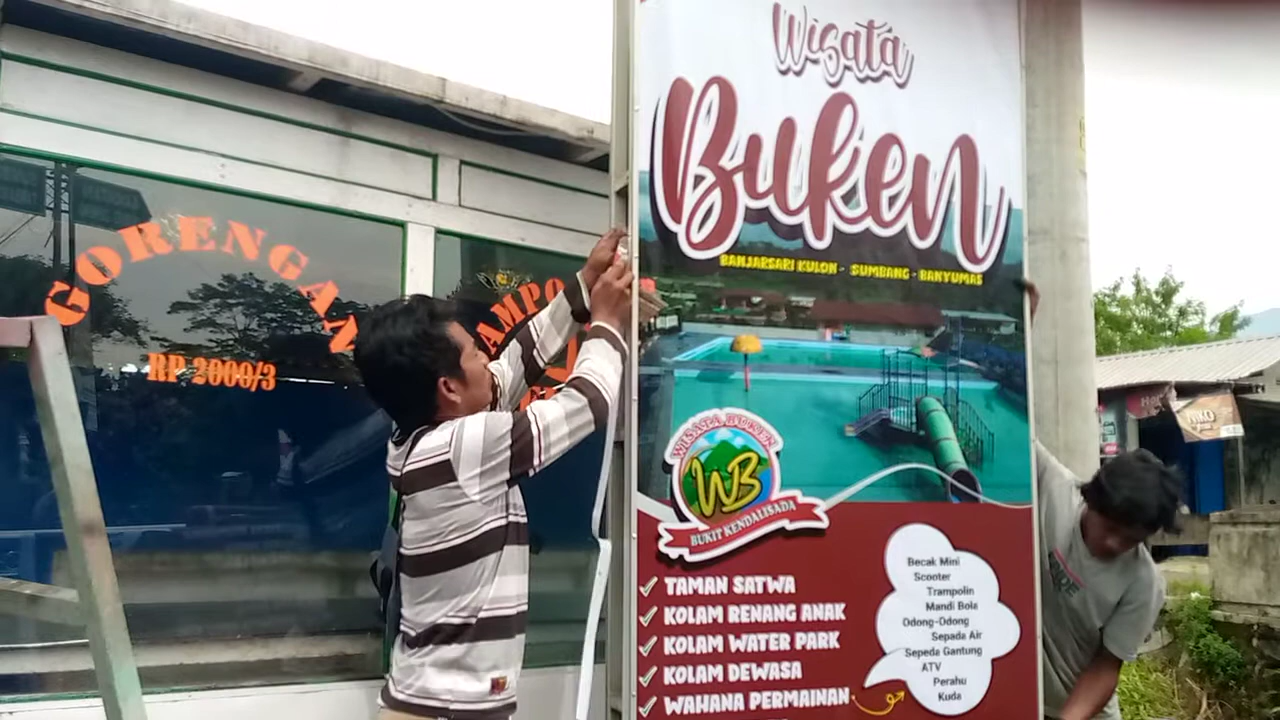 GORENGAN
RP 2000/3
AMPO
Wisata
Buken
BANJARSARI KULON - SUMBANG - BANYUMAS
WISATA BUKEN
WB
BUKIT KENDALISADA
TAMAN SATWA
KOLAM RENANG ANAK
KOLAM WATER PARK
KOLAM DEWASA
WAHANA PERMAINAN
Becak Mini
Scooter
Trampolin
Mandi Bola
Odong-Odong
Sepada Air
Sepeda Gantung
ATV
Perahu
Kuda